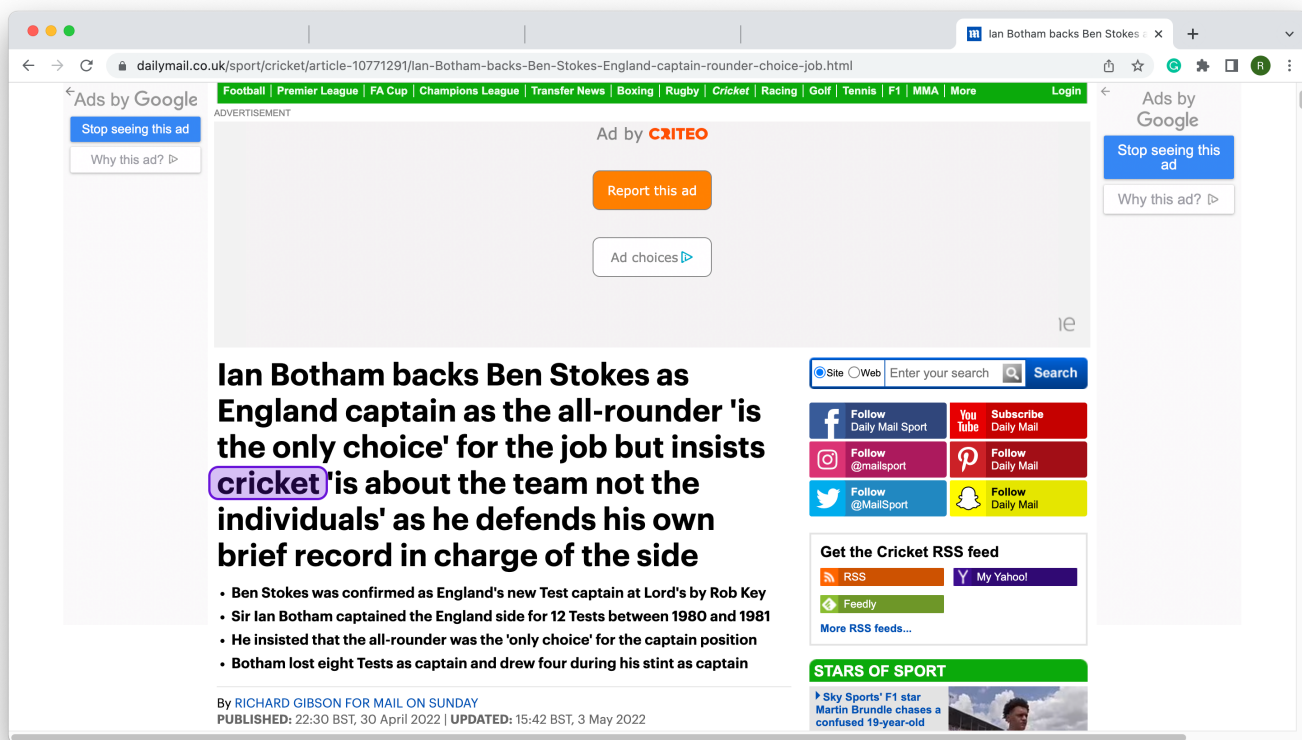 Ian Botham backs Ben Stokes a
dailymail.co.uk/sport/cricket/article-10771291/Ian-Botham-backs-Ben-Stokes-England-captain-rounder-choice-job.html
R
Ads by Google
Stop seeing this ad
Why this ad?
Football | Premier League | FA Cup | Champions League | Transfer News | Boxing | Rugby | Cricket | Racing | Golf | Tennis | F1 | MMA | More
Login
ADVERTISEMENT
Ad by CRITEO
Report this ad
Ad choices
Ads by
Google
Stop seeing this
ad
Why this ad?
Ian Botham backs Ben Stokes as
England captain as the all-rounder 'is
the only choice' for the job but insists
cricket 'is about the team not the
individuals' as he defends his own
brief record in charge of the side
• Ben Stokes was confirmed as England's new Test captain at Lord's by Rob Key
• Sir Ian Botham captained the England side for 12 Tests between 1980 and 1981
• He insisted that the all-rounder was the 'only choice' for the captain position
• Botham lost eight Tests as captain and drew four during his stint as captain
By RICHARD GIBSON FOR MAIL ON SUNDAY
PUBLISHED: 22:30 BST, 30 April 2022 | UPDATED: 15:42 BST, 3 May 2022
Site Web Enter your search Search
Follow
Daily Mail Sport
You
Tube
Subscribe
Daily Mail
Follow
@mailsport
Follow
Daily Mail
Follow
@MailSport
Follow
Daily Mail
Get the Cricket RSS feed
RSS
My Yahoo!
Feedly
More RSS feeds...
STARS OF SPORT
Sky Sports' F1 star
Martin Brundle chases a
confused 19-year-old